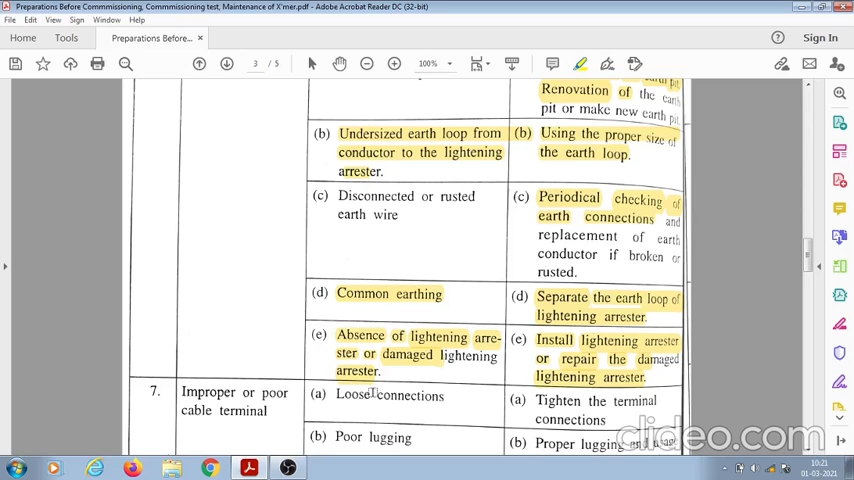 Preparations Before Commmissioning, Commmissioning test, Maintenance of X'mer.pdf - Adobe Acrobat Reader DC (32-bit)
File Edit View Sign Window Help
Home Tools Preparations Before... × Sign In
3 / 5 100%
earth pit.
Renovation of the earth
pit or make new earth pit.
(b) Undersized earth loop from
conductor to the lightening
arrester.
(b) Using the proper size of
the earth loop.
(c) Disconnected or rusted
earth wire
(c) Periodical checking of
earth connections and
replacement of earth
conductor if broken or
rusted.
(d) Common earthing
(d) Separate the earth loop of
lightening arrester.
(e) Absence of lightening arre-
ster or damaged lightening
arrester.
(e) Install lightening arrester
or repair the damaged
lightening arrester.
7. Improper or poor
cable terminal
(a) Loose connections
(a) Tighten the terminal
connections
(b) Poor lugging
(b) Proper lugging and usage
clideo.com
10:21
01-03-2021